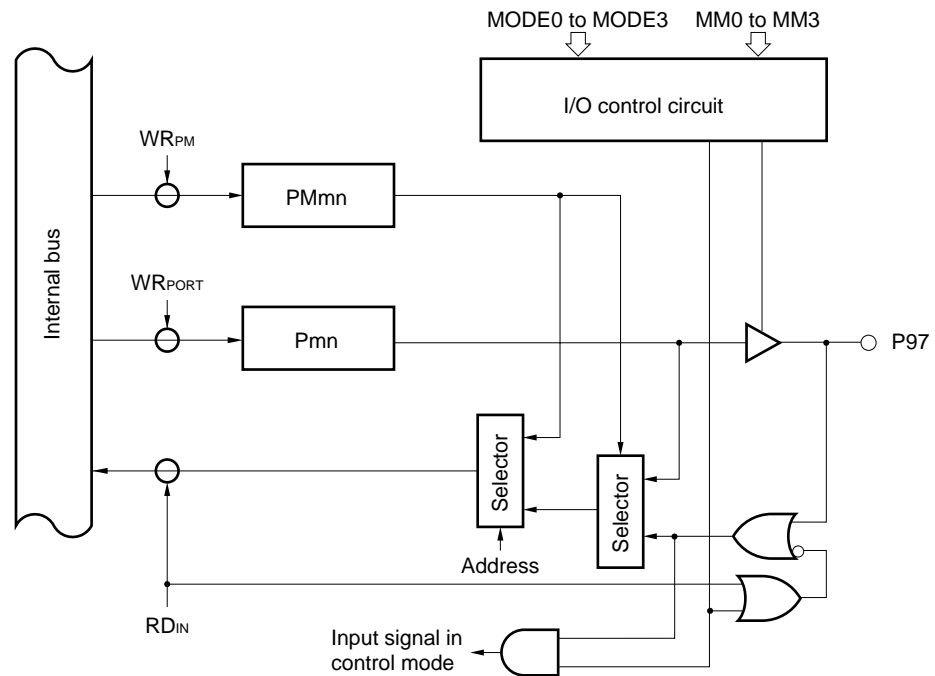 MODE0 to MODE3
MM0 to MM3
I/O control circuit
WRPM
PMmn
Internal bus
WRPORT
Pmn
P97
Selector
Selector
Address
RDIN
Input signal in
control mode